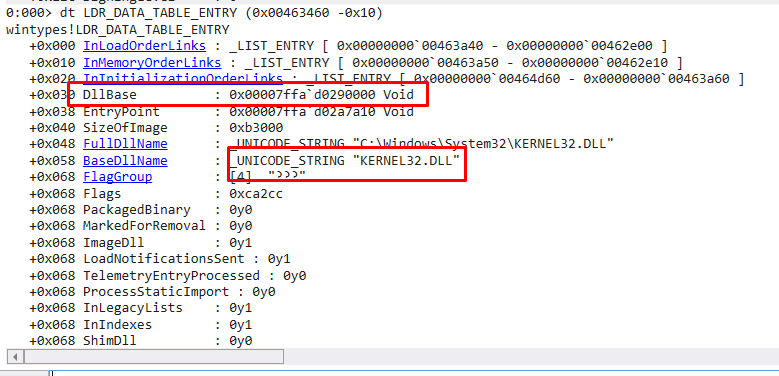 0:000> dt LDR_DATA_TABLE_ENTRY (0x00463460 -0x10)
wintypes!LDR_DATA_TABLE_ENTRY
+0x000 InLoadOrderLinks : _LIST_ENTRY [ 0x00000000`00463a40 - 0x00000000`00462e00 ]
+0x010 InMemoryOrderLinks : _LIST_ENTRY [ 0x00000000`00463a50 - 0x00000000`00462e10 ]
+0x020 InInitializationOrderLinks : _LIST_ENTRY [ 0x00000000`00464d60 - 0x00000000`00463a60 ]
+0x030 DllBase : 0x00007ffa`d0290000 Void
+0x038 EntryPoint : 0x00007ffa`d02a7a10 Void
+0x040 SizeOfImage : 0xb3000
+0x048 FullDllName : _UNICODE_STRING "C:\Windows\System32\KERNEL32.DLL"
+0x058 BaseDllName : _UNICODE_STRING "KERNEL32.DLL"
+0x068 FlagGroup : [4] "???"
+0x068 Flags : 0xca2cc
+0x068 PackagedBinary : 0y0
+0x068 MarkedForRemoval : 0y0
+0x068 ImageDll : 0y1
+0x068 LoadNotificationsSent : 0y1
+0x068 TelemetryEntryProcessed : 0y0
+0x068 ProcessStaticImport : 0y0
+0x068 InLegacyLists : 0y1
+0x068 InIndexes : 0y1
+0x068 ShimDll : 0y0